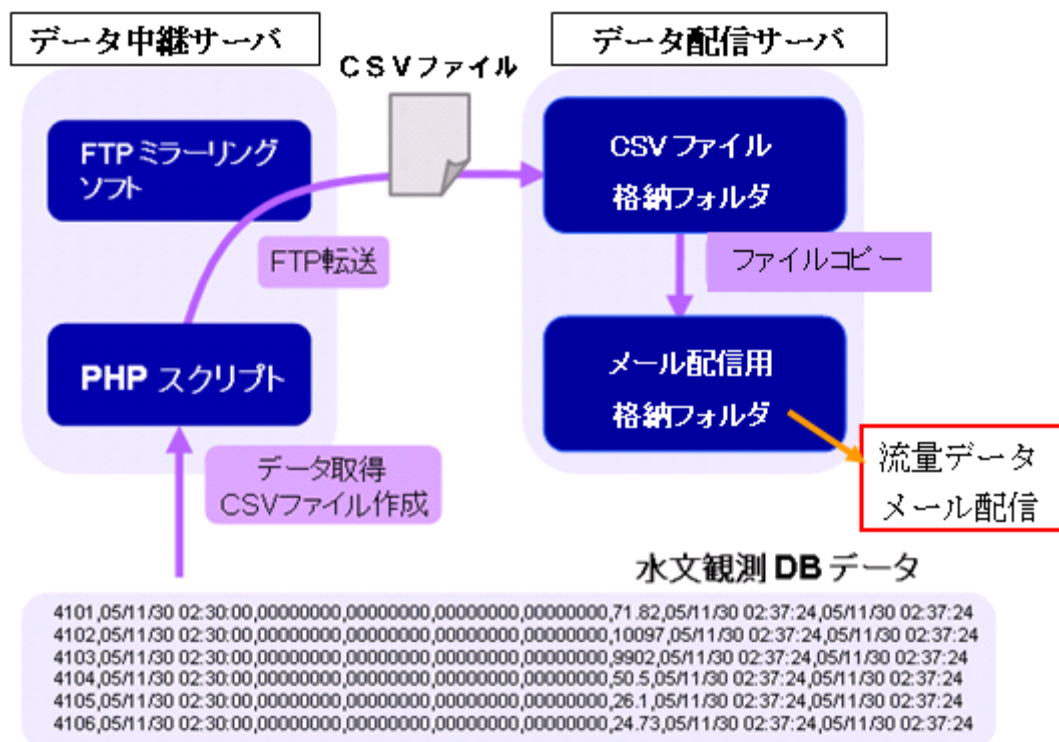 データ中継サーバ
データ配信サーバ
CSVファイル
FTPミラーリング
ソフト
CSVファイル
格納フォルダ
FTP転送
ファイルコピー
PHP スクリプト
メール配信用
格納フォルダ
データ取得
CSVファイル作成
流量データ
メール配信
水文観測 DB データ
4101,05/11/30 02:30:00,00000000,00000000,00000000,00000000,71.82,05/11/30 02:37:24,05/11/30 02:37:24
4102,05/11/30 02:30:00,00000000,00000000,00000000,00000000,10097,05/11/30 02:37:24,05/11/30 02:37:24
4103,05/11/30 02:30:00,00000000,00000000,00000000,00000000,9902,05/11/30 02:37:24,05/11/30 02:37:24
4104,05/11/30 02:30:00,00000000,00000000,00000000,00000000,50.5,05/11/30 02:37:24,05/11/30 02:37:24
4105,05/11/30 02:30:00,00000000,00000000,00000000,00000000,26.1,05/11/30 02:37:24,05/11/30 02:37:24
4106,05/11/30 02:30:00,00000000,00000000,00000000,00000000,24.73,05/11/30 02:37:24,05/11/30 02:37:24